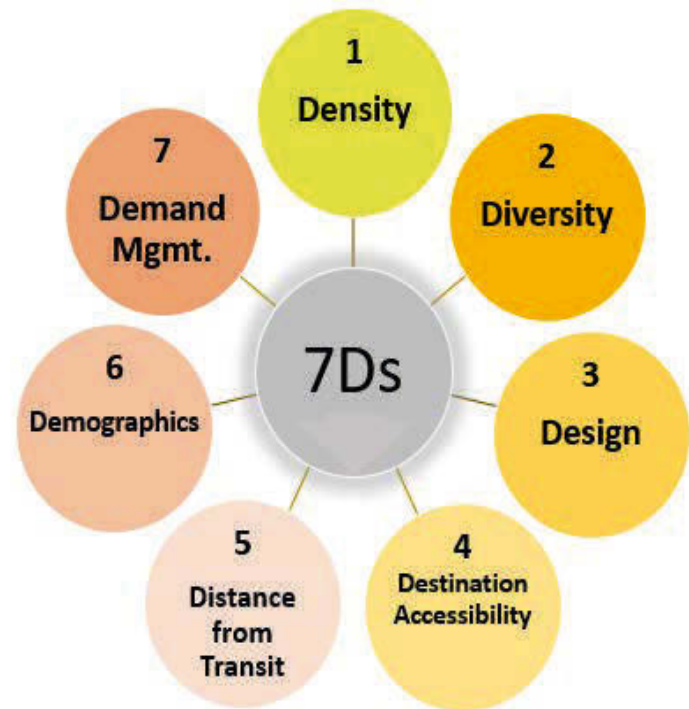 1
Density
2
Diversity
3
Design
4
Destination
Accessibility
5
Distance
from
Transit
6
Demographics
7
Demand
Mgmt.
7Ds